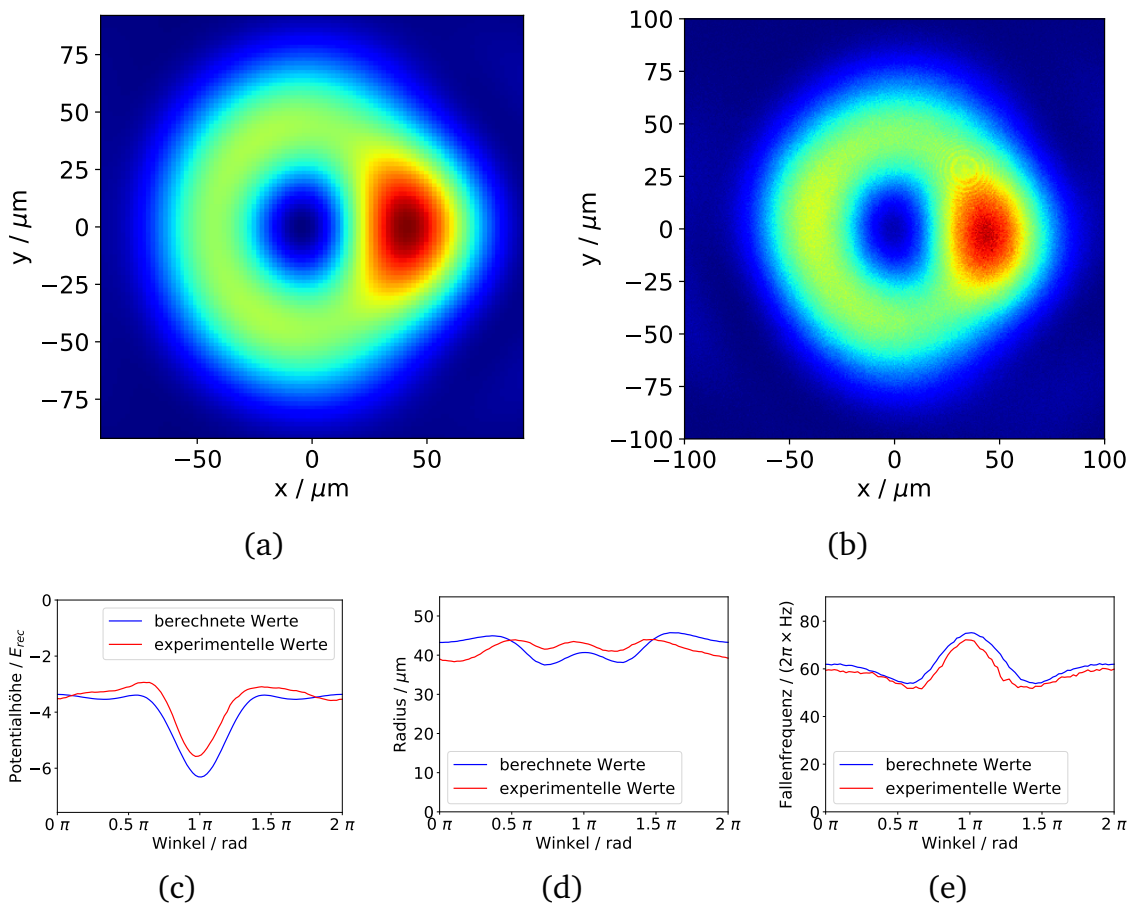 75
50
25
0
−25
−50
−75
y / μm
−50 0 50
x / μm
(a)
100
75
50
25
0
−25
−50
−75
−100
y / μm
−100 −50 0 50 100
x / μm
(b)
0
−2
−4
−6
Potentialhöhe / E_rec
berechnete Werte
experimentelle Werte
0 π 0.5 π 1 π 1.5 π 2 π
Winkel / rad
(c)
50
40
30
20
10
0
Radius / μm
berechnete Werte
experimentelle Werte
0 π 0.5 π 1 π 1.5 π 2 π
Winkel / rad
(d)
80
60
40
20
0
Fallenfrequenz / (2π × Hz)
berechnete Werte
experimentelle Werte
0 π 0.5 π 1 π 1.5 π 2 π
Winkel / rad
(e)